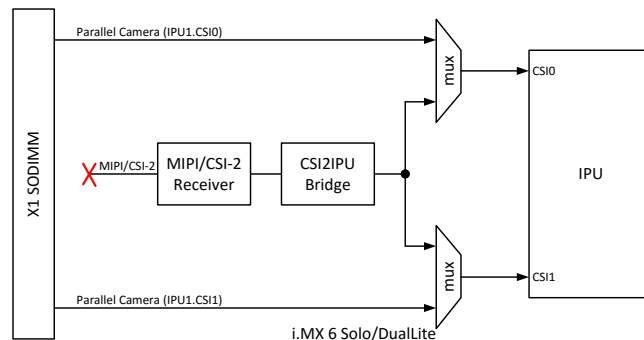 Parallel Camera (IPU1.CSI0)
mux
CSI0
X1 SODIMM
MIPI/CSI-2
MIPI/CSI-2
Receiver
CSI2IPU
Bridge
IPU
mux
CSI1
Parallel Camera (IPU1.CSI1)
i.MX 6 Solo/DualLite